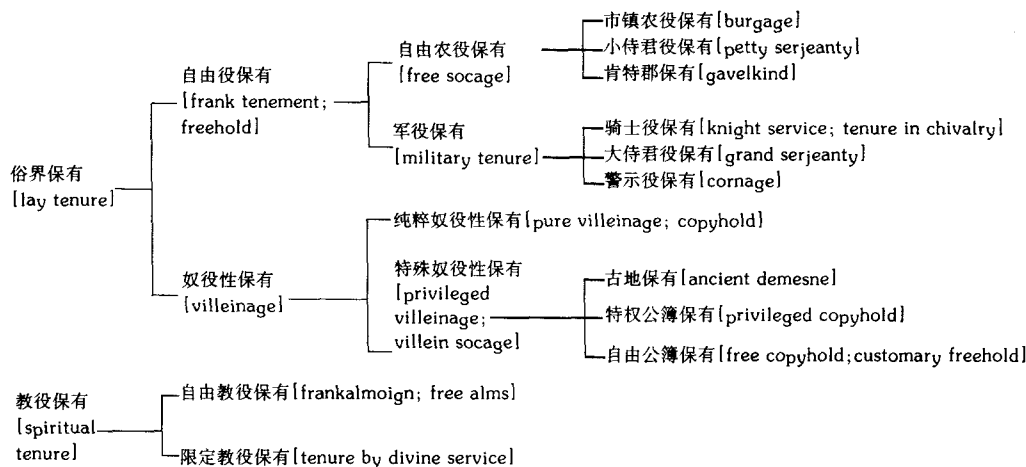 市镇农役保有[burgage]
自由农役保有
小侍君役保有[petty serjeanty]
[free socage]
肯特郡保有[gavelkind]
自由役保有
[frank tenement;
freehold]
军役保有
[military tenure]
骑士役保有[knight service; tenure in chivalry]
大侍君役保有[grand serjeanty]
警示役保有[cornage]
俗界保有
[lay tenure]
纯粹奴役性保有[pure villeinage; copyhold]
奴役性保有
[villeinage]
特殊奴役性保有
[privileged
villeinage;
villein socage]
古地保有[ancient demesne]
特权公簿保有[privileged copyhold]
自由公簿保有[free copyhold;customary freehold]
教役保有
[spiritual
tenure]
自由教役保有[frankalmoign; free alms]
限定教役保有[tenure by divine service]